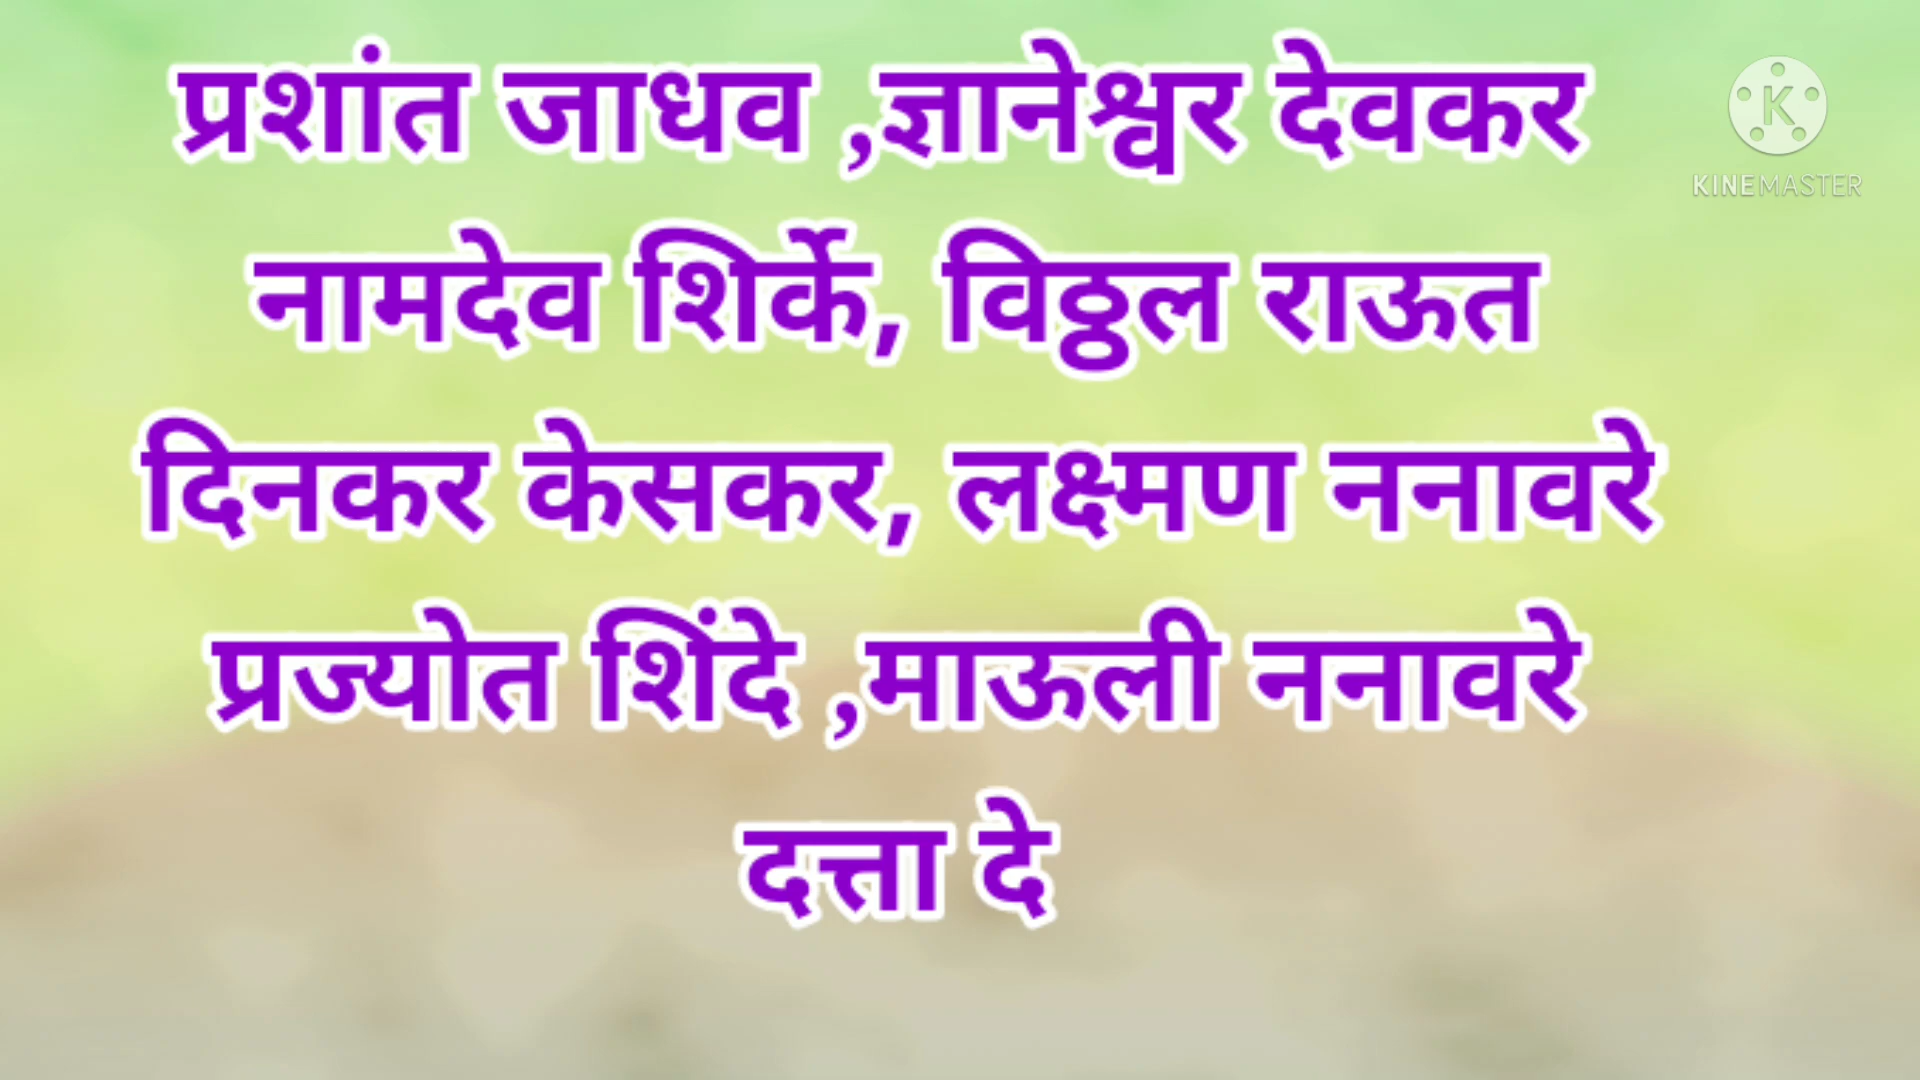 प्रशांत जाधव ,ज्ञानेश्वर देवकर
नामदेव शिर्के, विठ्ठल राऊत
दिनकर केसकर, लक्ष्मण ननावरे
प्रज्योत शिंदे ,माऊली ननावरे
दत्ता दे
K
KINEMASTER